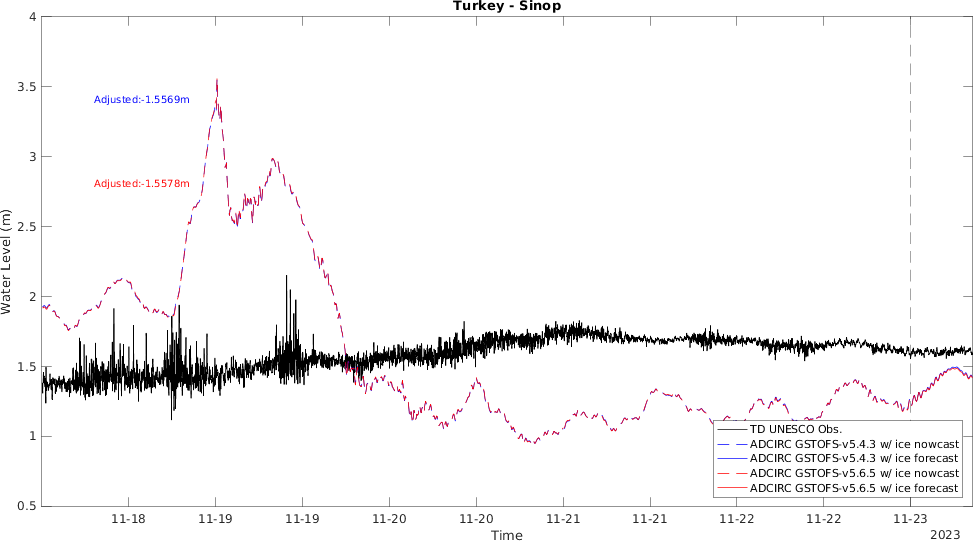 Turkey - Sinop
4
3.5
3
2.5
2
1.5
1
0.5
Water Level (m)
Adjusted:-1.5569m
Adjusted:-1.5578m
TD UNESCO Obs.
ADCIRC GSTOFS-v5.4.3 w/ ice nowcast
ADCIRC GSTOFS-v5.4.3 w/ ice forecast
ADCIRC GSTOFS-v5.6.5 w/ ice nowcast
ADCIRC GSTOFS-v5.6.5 w/ ice forecast
11-18 11-19 11-19 11-20 11-20 11-21 11-21 11-22 11-22 11-23
Time
2023